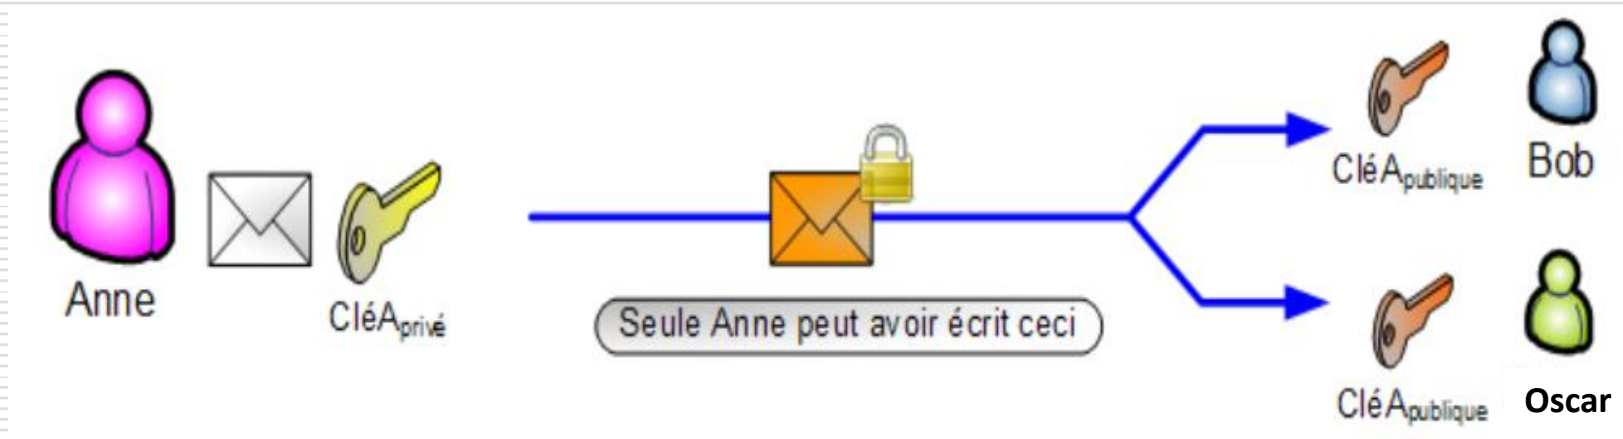 Anne
CléAprivé
Seule Anne peut avoir écrit ceci
CléApublique
Bob
CléApublique
Oscar